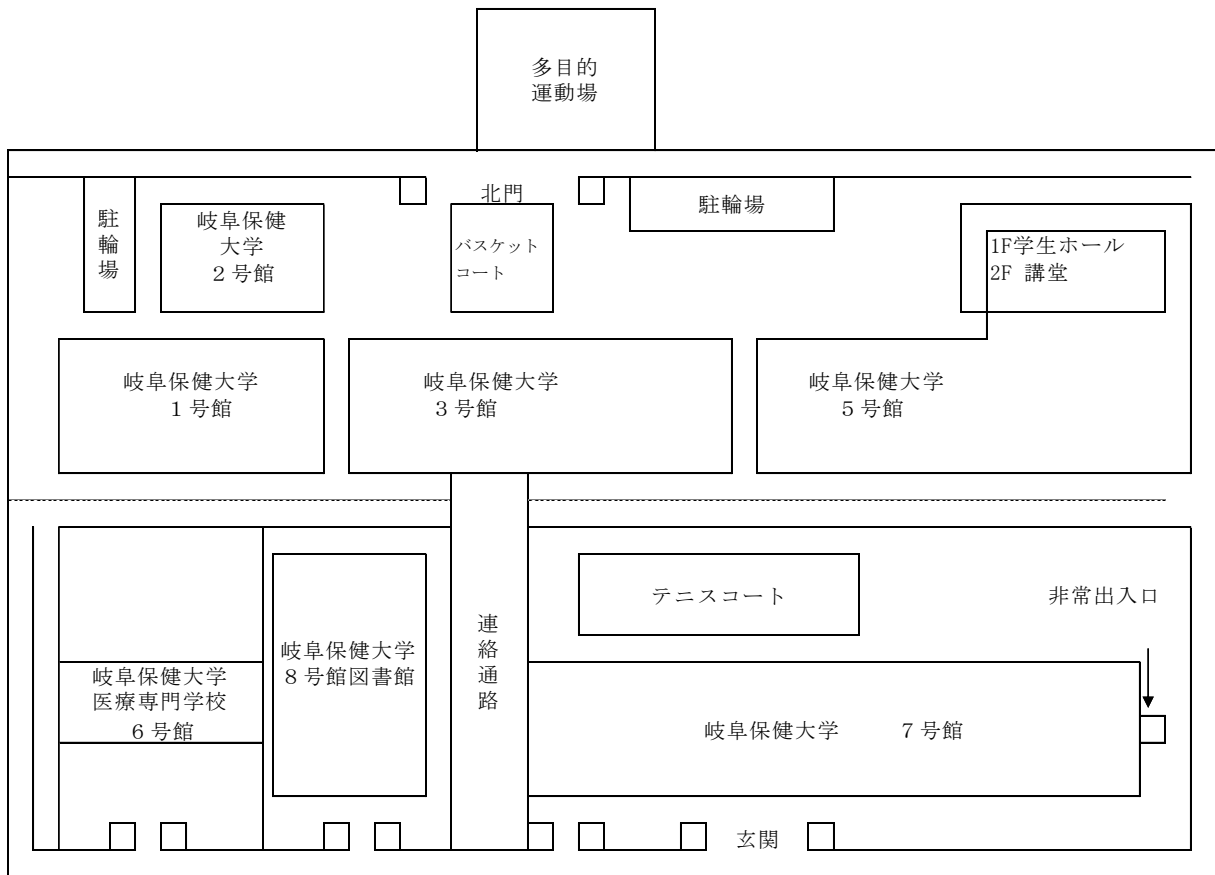 多目的
運動場
北門
駐輪場
岐阜保健
大学
２号館
バスケット
コート
駐輪場
1F学生ホール
2F 講堂
岐阜保健大学
１号館
岐阜保健大学
３号館
岐阜保健大学
５号館
テニスコート
非常出入口
連絡通路
岐阜保健大学
８号館図書館
岐阜保健大学
医療専門学校
６号館
岐阜保健大学 ７号館
玄関